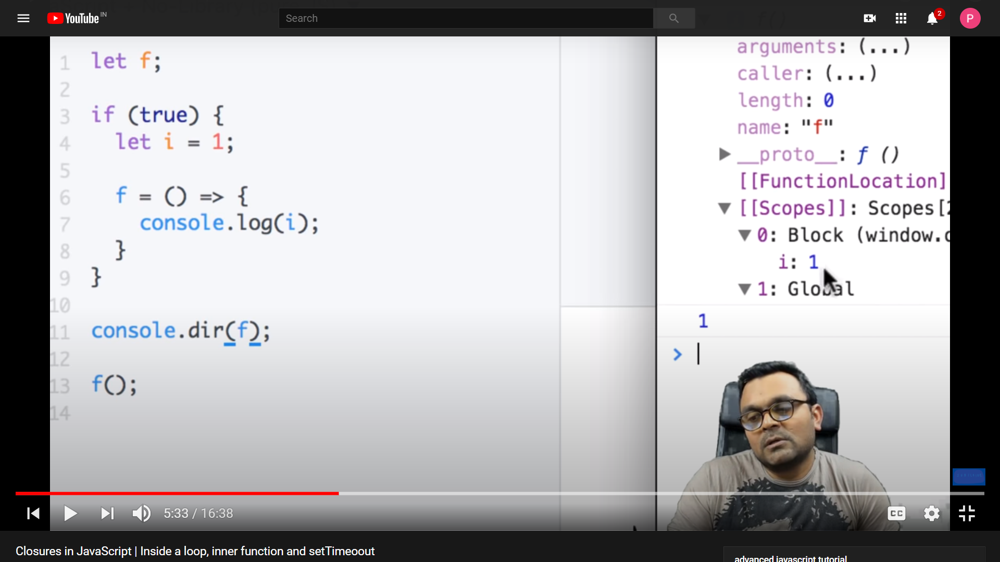 YouTube IN
Search
2
P
1 let f;
2
3 if (true) {
4 let i = 1;
5
6 f = () => {
7 console.log(i);
8 }
9 }
10
11 console.dir(f);
12
13 f();
14
arguments: (...)
caller: (...)
length: 0
name: "f"
▶ __proto__: ƒ ()
[[FunctionLocation]
▼ [[Scopes]]: Scopes[2
▼ 0: Block (window.c
i: 1
▼ 1: Global
1
>
5:33 / 16:38
CC
Closures in JavaScript | Inside a loop, inner function and setTimeoout
advanced javascript tutorial